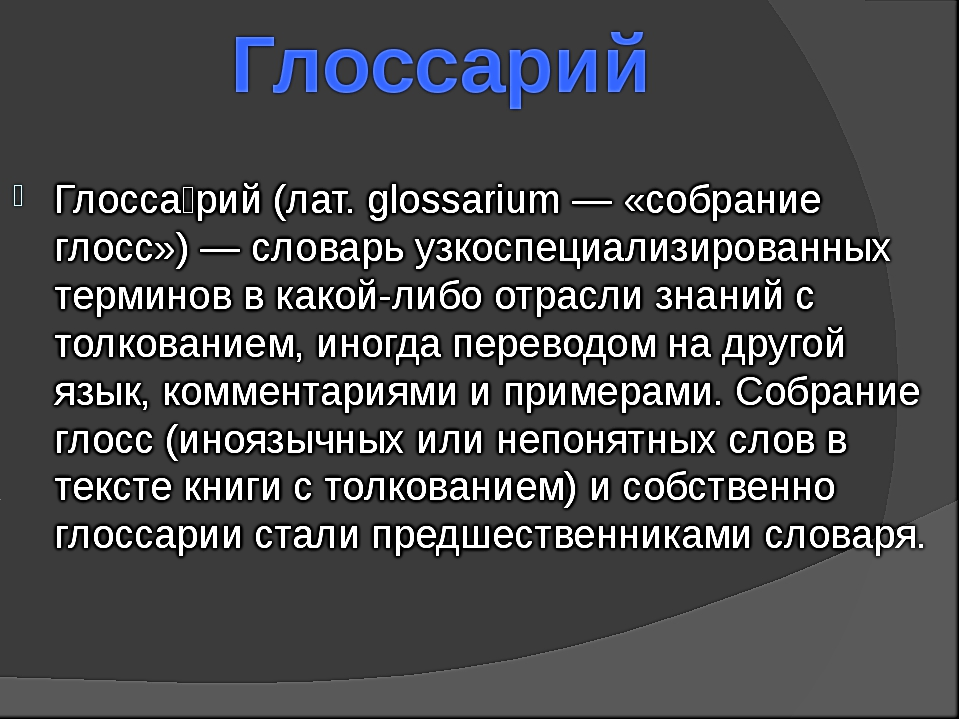 Глоссарий
Глосса́рий (лат. glossarium — «собрание
глосс») — словарь узкоспециализированных
терминов в какой-либо отрасли знаний с
толкованием, иногда переводом на другой
язык, комментариями и примерами. Собрание
глосс (иноязычных или непонятных слов в
тексте книги с толкованием) и собственно
глоссарии стали предшественниками словаря.